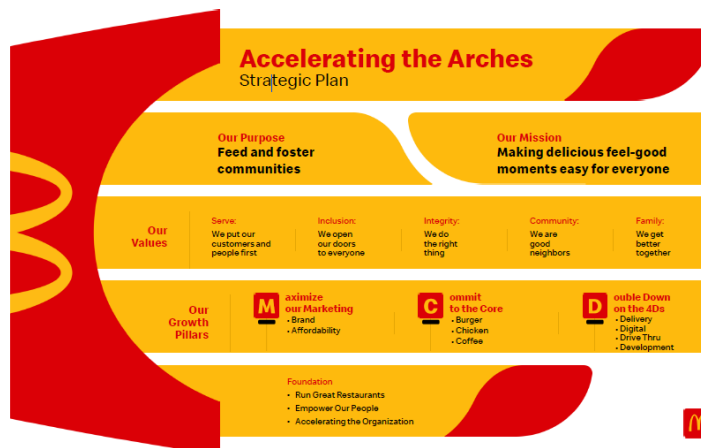 Accelerating the Arches
Strategic Plan
Our Purpose
Feed and foster
communities
Our Mission
Making delicious feel-good
moments easy for everyone
Our
Values
Serve:
We put our
customers and
people first
Inclusion:
We open
our doors
to everyone
Integrity:
We do
the right
thing
Community:
We are
good
neighbors
Family:
We get
better
together
Our
Growth
Pillars
M aximize
our Marketing
• Brand
• Affordability
C ommit
to the Core
• Burger
• Chicken
• Coffee
D ouble Down
on the 4Ds
• Delivery
• Digital
• Drive Thru
• Development
Foundation
• Run Great Restaurants
• Empower Our People
• Accelerating the Organization